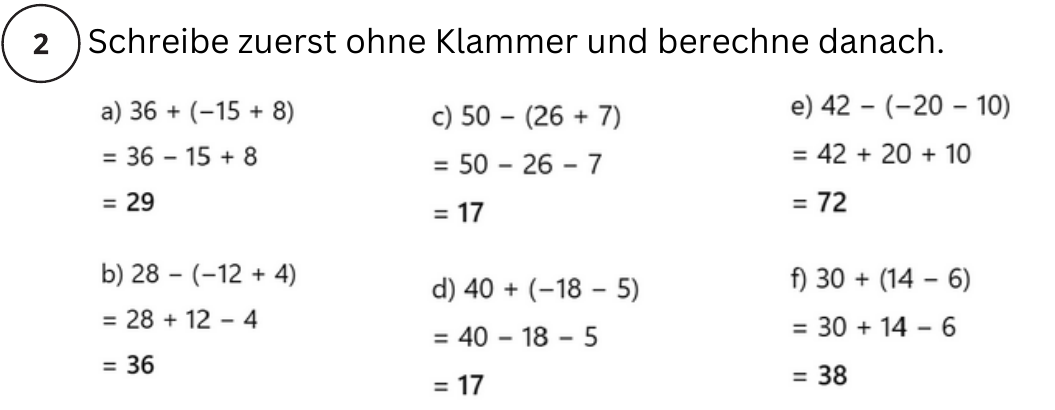 2 Schreibe zuerst ohne Klammer und berechne danach.
a) 36 + (−15 + 8)
= 36 − 15 + 8
= 29
b) 28 − (−12 + 4)
= 28 + 12 − 4
= 36
c) 50 − (26 + 7)
= 50 − 26 − 7
= 17
d) 40 + (−18 − 5)
= 40 − 18 − 5
= 17
e) 42 − (−20 − 10)
= 42 + 20 + 10
= 72
f) 30 + (14 − 6)
= 30 + 14 − 6
= 38